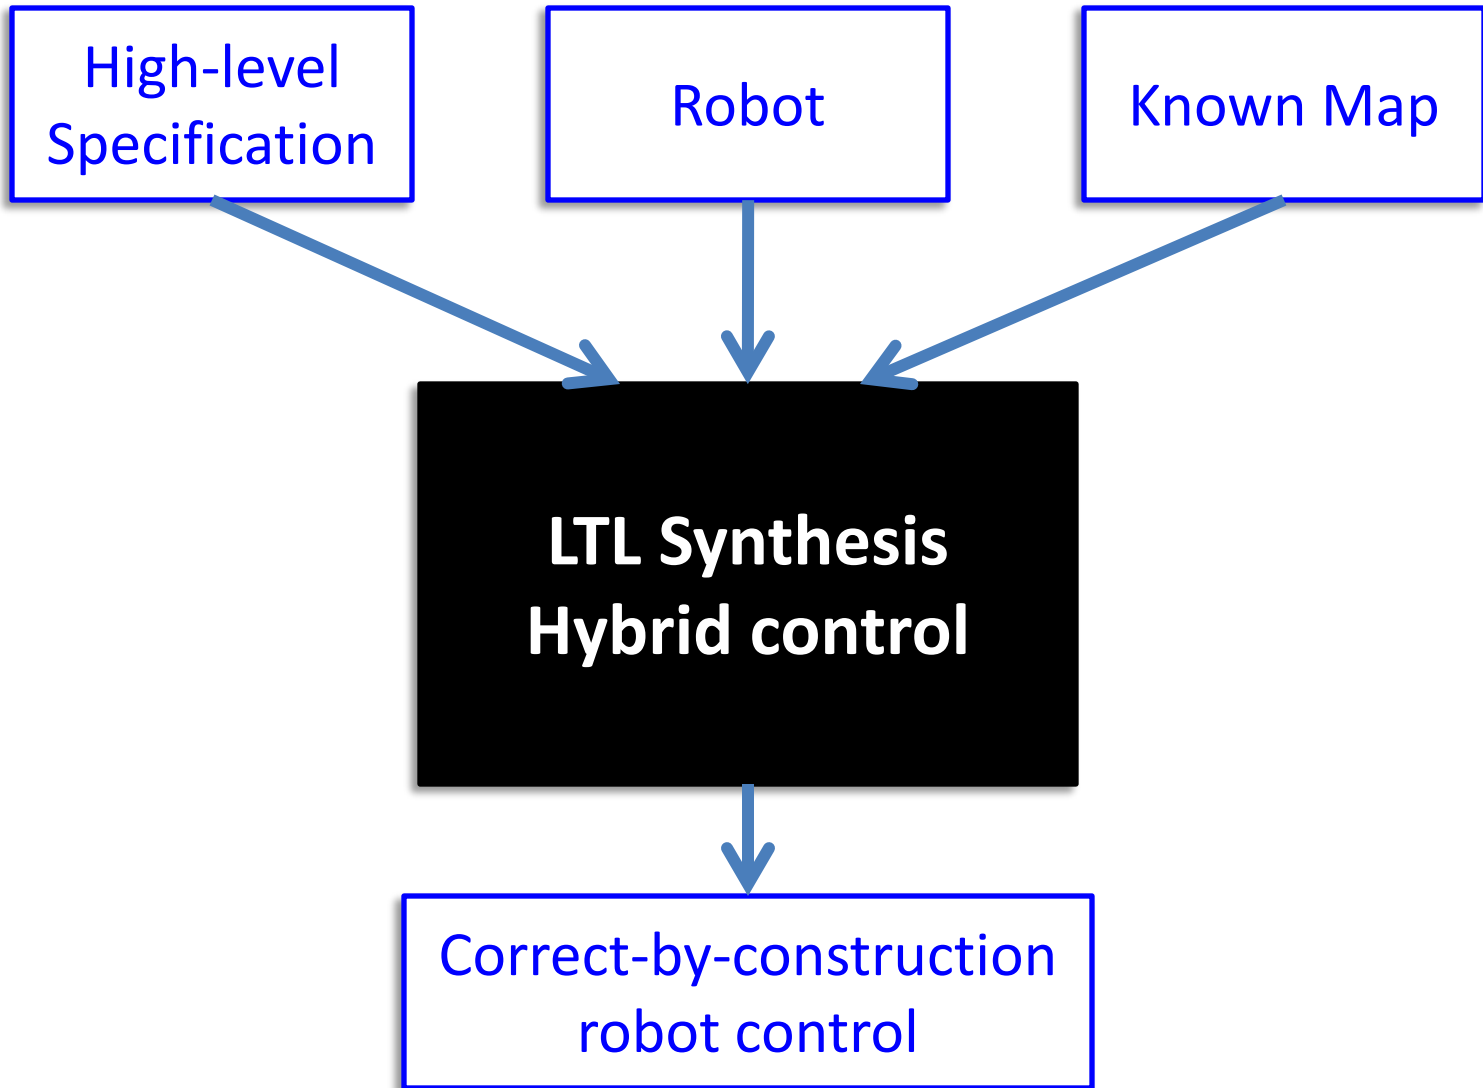 High-level
Specification
Robot
Known Map
LTL Synthesis
Hybrid control
Correct-by-construction
robot control